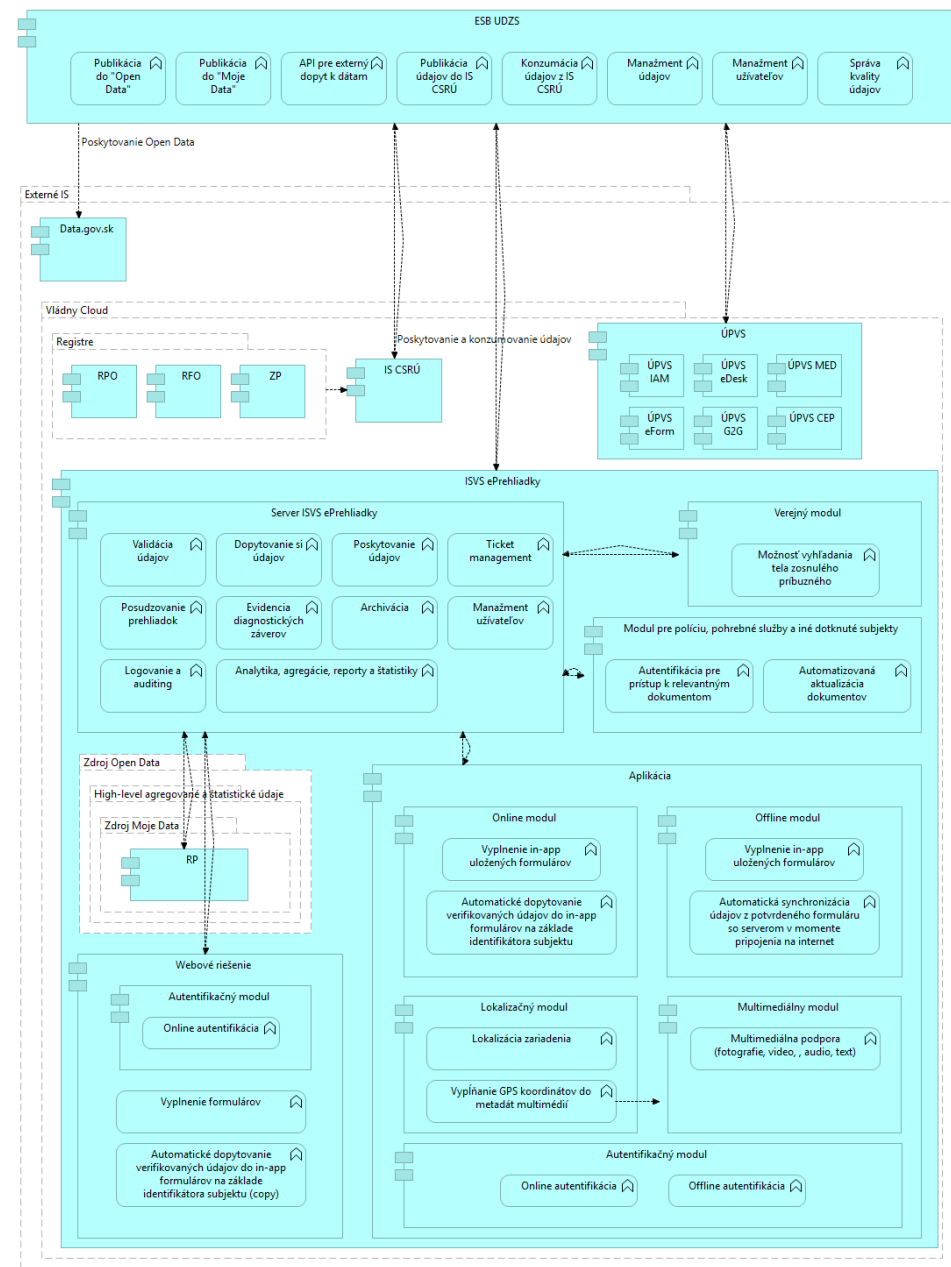 ESB UDZS
Publikácia
do "Open
Data"
Publikácia
do "Moje
Data"
API pre externý
dopyt k dátam
Publikácia
údajov do IS
CSRÚ
Konzumácia
údajov z IS
CSRÚ
Manažment
údajov
Manažment
užívateľov
Správa
kvality
údajov
Poskytovanie Open Data
Externé IS
Data.gov.sk
Vládny Cloud
Registre
RPO
RFO
ZP
Poskytovanie a konzumovanie údajov
IS CSRÚ
ÚPVS
ÚPVS
IAM
ÚPVS
eDesk
ÚPVS MED
ÚPVS
eForm
ÚPVS
G2G
ÚPVS CEP
ISVS ePrehliadky
Server ISVS ePrehliadky
Validácia
údajov
Dopytovanie si
údajov
Poskytovanie
údajov
Ticket
management
Posudzovanie
prehliadok
Evidencia
diagnostických
záverov
Archivácia
Manažment
užívateľov
Logovanie a
auditing
Analytika, agregácie, reporty a štatistiky
Verejný modul
Možnosť vyhľadania
tela zosnulého
príbuzného
Modul pre políciu, pohrebné služby a iné dotknuté subjekty
Autentifikácia pre
prístup k relevantným
dokumentom
Automatizovaná
aktualizácia
dokumentov
Zdroj Open Data
High-level agregované a štatistické údaje
Zdroj Moje Data
RP
Aplikácia
Online modul
Vyplnenie in-app
uložených formulárov
Automatické dopytovanie
verifikovaných údajov do in-app
formulárov na základe
identifikátora subjektu
Offline modul
Vyplnenie in-app
uložených formulárov
Automatická synchronizácia
údajov z potvrdeného formuláru
so serverom v momente
pripojenia na internet
Webové riešenie
Autentifikačný modul
Online autentifikácia
Vyplnenie formulárov
Automatické dopytovanie
verifikovaných údajov do in-app
formulárov na základe
identifikátora subjektu (copy)
Lokalizačný modul
Lokalizácia zariadenia
Vypĺňanie GPS koordinátov do
metadát multimédií
Multimediálny modul
Multimediálna podpora
(fotografie, video, , audio, text)
Autentifikačný modul
Online autentifikácia
Offline autentifikácia